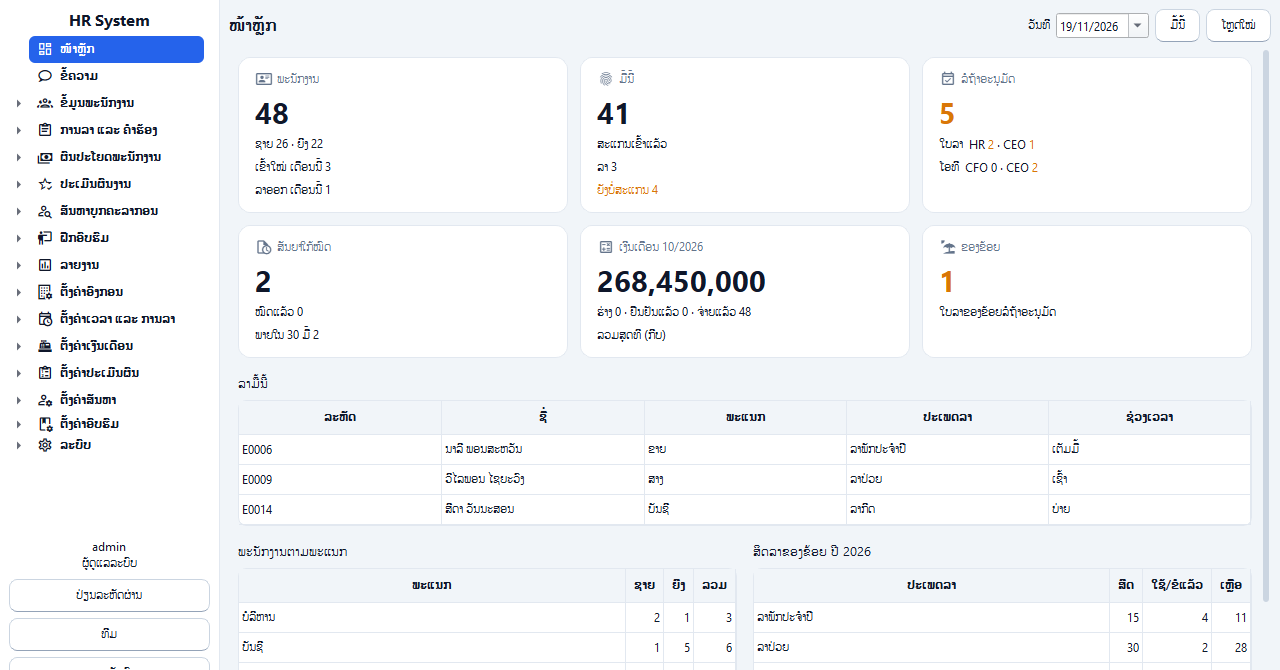 HR System
ໜ້າຫຼັກ
ຂໍ້ຄວາມ
ຂໍ້ມູນພະນັກງານ
ການລາ ແລະ ຄຳຮ້ອງ
ຜົນປະໂຫຍດພະນັກງານ
ປະເມີນຜົນງານ
ສັນຫາບຸກຄະລາກອນ
ຝຶກອົບຮົມ
ລາຍງານ
ຕັ້ງຄ່າອົງກອນ
ຕັ້ງຄ່າເວລາ ແລະ ການລາ
ຕັ້ງຄ່າເງິນເດືອນ
ຕັ້ງຄ່າປະເມີນຜົນ
ຕັ້ງຄ່າສັນຫາ
ຕັ້ງຄ່າອົບຮົມ
ລະບົບ
admin
ຜູ້ດູແລລະບົບ
ປ່ຽນລະຫັດຜ່ານ
ທີມ
ໜ້າຫຼັກ
ວັນທີ 19/11/2026 ມື້ນີ້ ໂຫຼດໃໝ່
ພະນັກງານ
48
ຊາຍ 26 · ຍິງ 22
ເຂົ້າໃໝ່ ເດືອນນີ້ 3
ລາອອກ ເດືອນນີ້ 1
ມື້ນີ້
41
ສະແກນເຂົ້າແລ້ວ
ລາ 3
ຍັງບໍ່ສະແກນ 4
ລໍຖ້າອະນຸມັດ
5
ໃບລາ HR 2 · CEO 1
ໂອທີ CFO 0 · CEO 2
ສັນຍາໃກ້ໝົດ
2
ໝົດແລ້ວ 0
ພາຍໃນ 30 ມື້ 2
ເງິນເດືອນ 10/2026
268,450,000
ຮ່າງ 0 · ຢືນຢັນແລ້ວ 0 · ຈ່າຍແລ້ວ 48
ລວມສຸດທິ (ກີບ)
ຂອງຂ້ອຍ
1
ໃບລາຂອງຂ້ອຍລໍຖ້າອະນຸມັດ
ລາມື້ນີ້
ລະຫັດ ຊື່ ພະແນກ ປະເພດລາ ຊ່ວງເວລາ
E0006 ນາລີ ພອນສະຫວັນ ຂາຍ ລາພັກປະຈຳປີ ເຕັມມື້
E0009 ວິໄລພອນ ໄຊຍະວົງ ສາງ ລາປ່ວຍ ເຊົ້າ
E0014 ສີດາ ວັນນະສອນ ບັນຊີ ລາກິດ ບ່າຍ
ພະນັກງານຕາມພະແນກ
ພະແນກ ຊາຍ ຍິງ ລວມ
ບໍລິຫານ 2 1 3
ບັນຊີ 1 5 6
ສິດລາຂອງຂ້ອຍ ປີ 2026
ປະເພດລາ ສິດ ໃຊ້/ຂໍແລ້ວ ເຫຼືອ
ລາພັກປະຈຳປີ 15 4 11
ລາປ່ວຍ 30 2 28